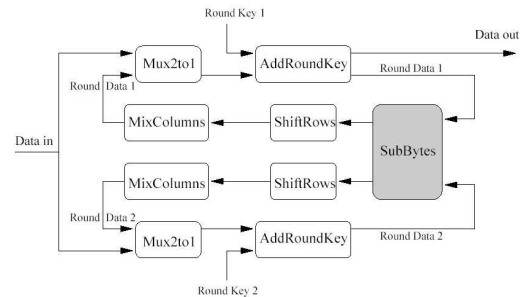 Round Key 1
Data out
Mux2to1
AddRoundKey
Round Data 1
Round Data 1
MixColumns
ShiftRows
Data in
SubBytes
MixColumns
ShiftRows
Round Data 2
Mux2to1
AddRoundKey
Round Data 2
Round Key 2